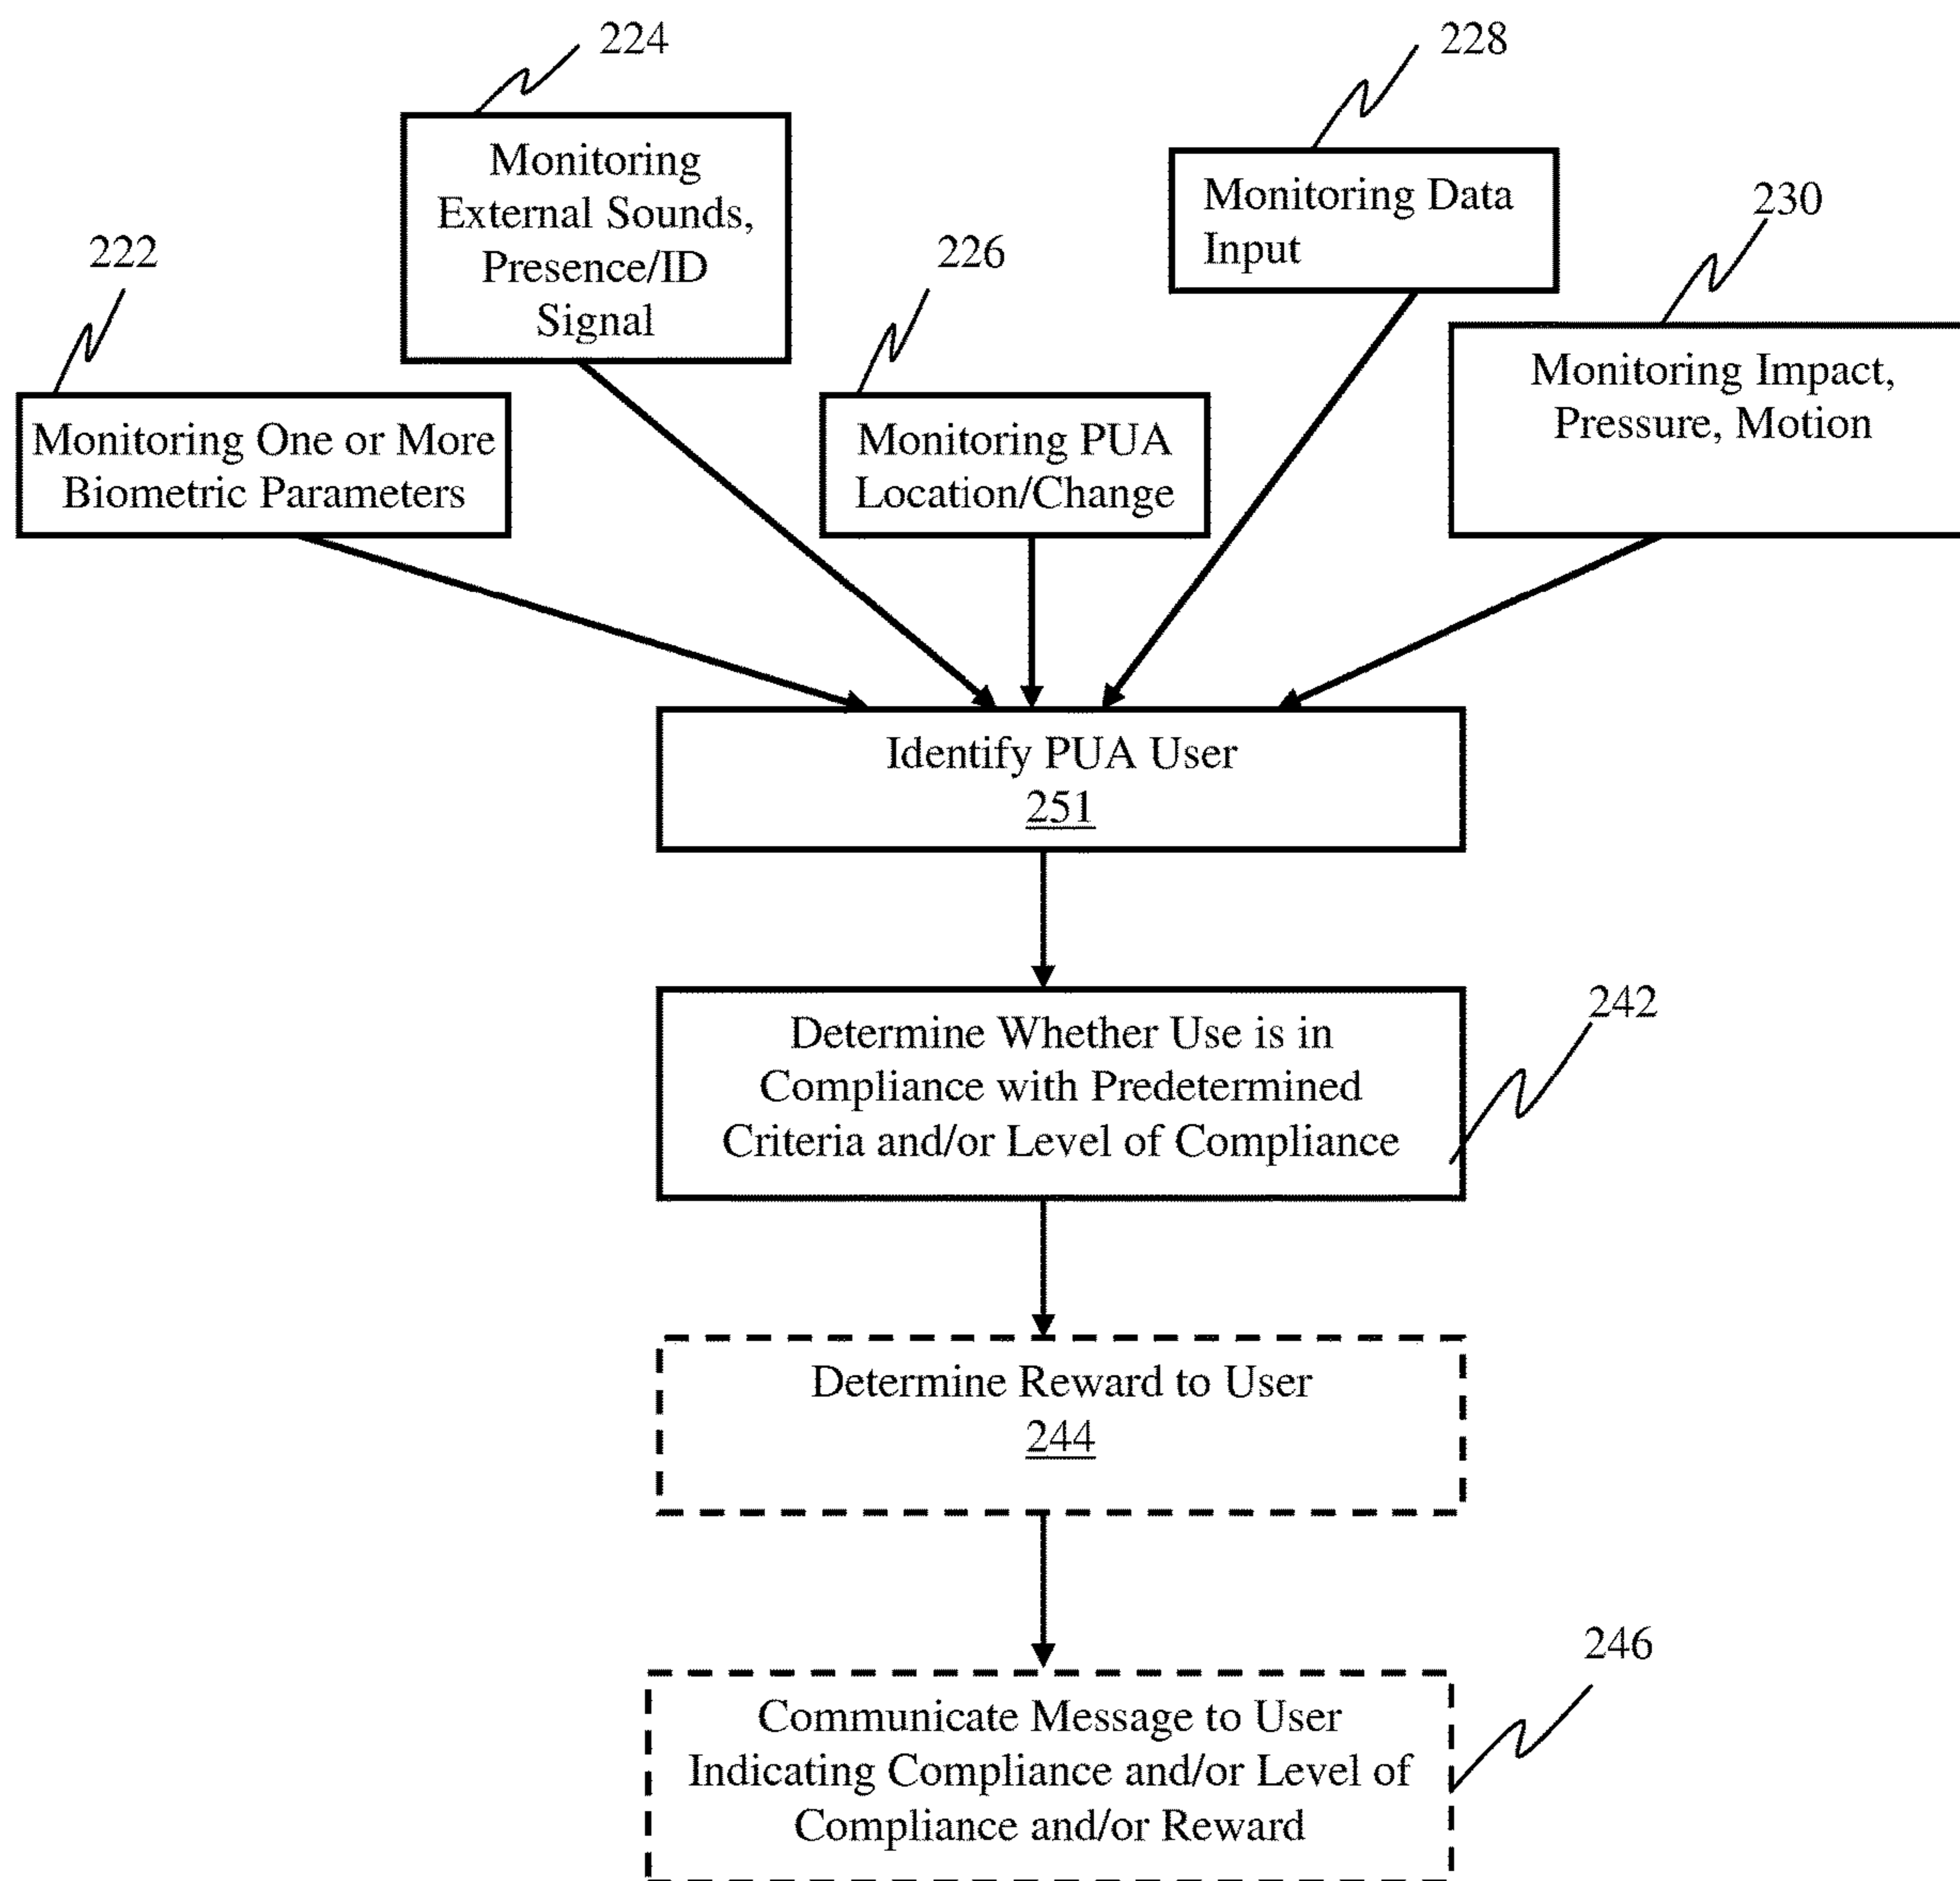 224
Monitoring
External Sounds,
Presence/ID
Signal
228
Monitoring Data
Input
230
Monitoring Impact,
Pressure, Motion
222
Monitoring One or More
Biometric Parameters
226
Monitoring PUA
Location/Change
Identify PUA User
251
Determine Whether Use is in
Compliance with Predetermined
Criteria and/or Level of Compliance
242
Determine Reward to User
244
246
Communicate Message to User
Indicating Compliance and/or Level of
Compliance and/or Reward